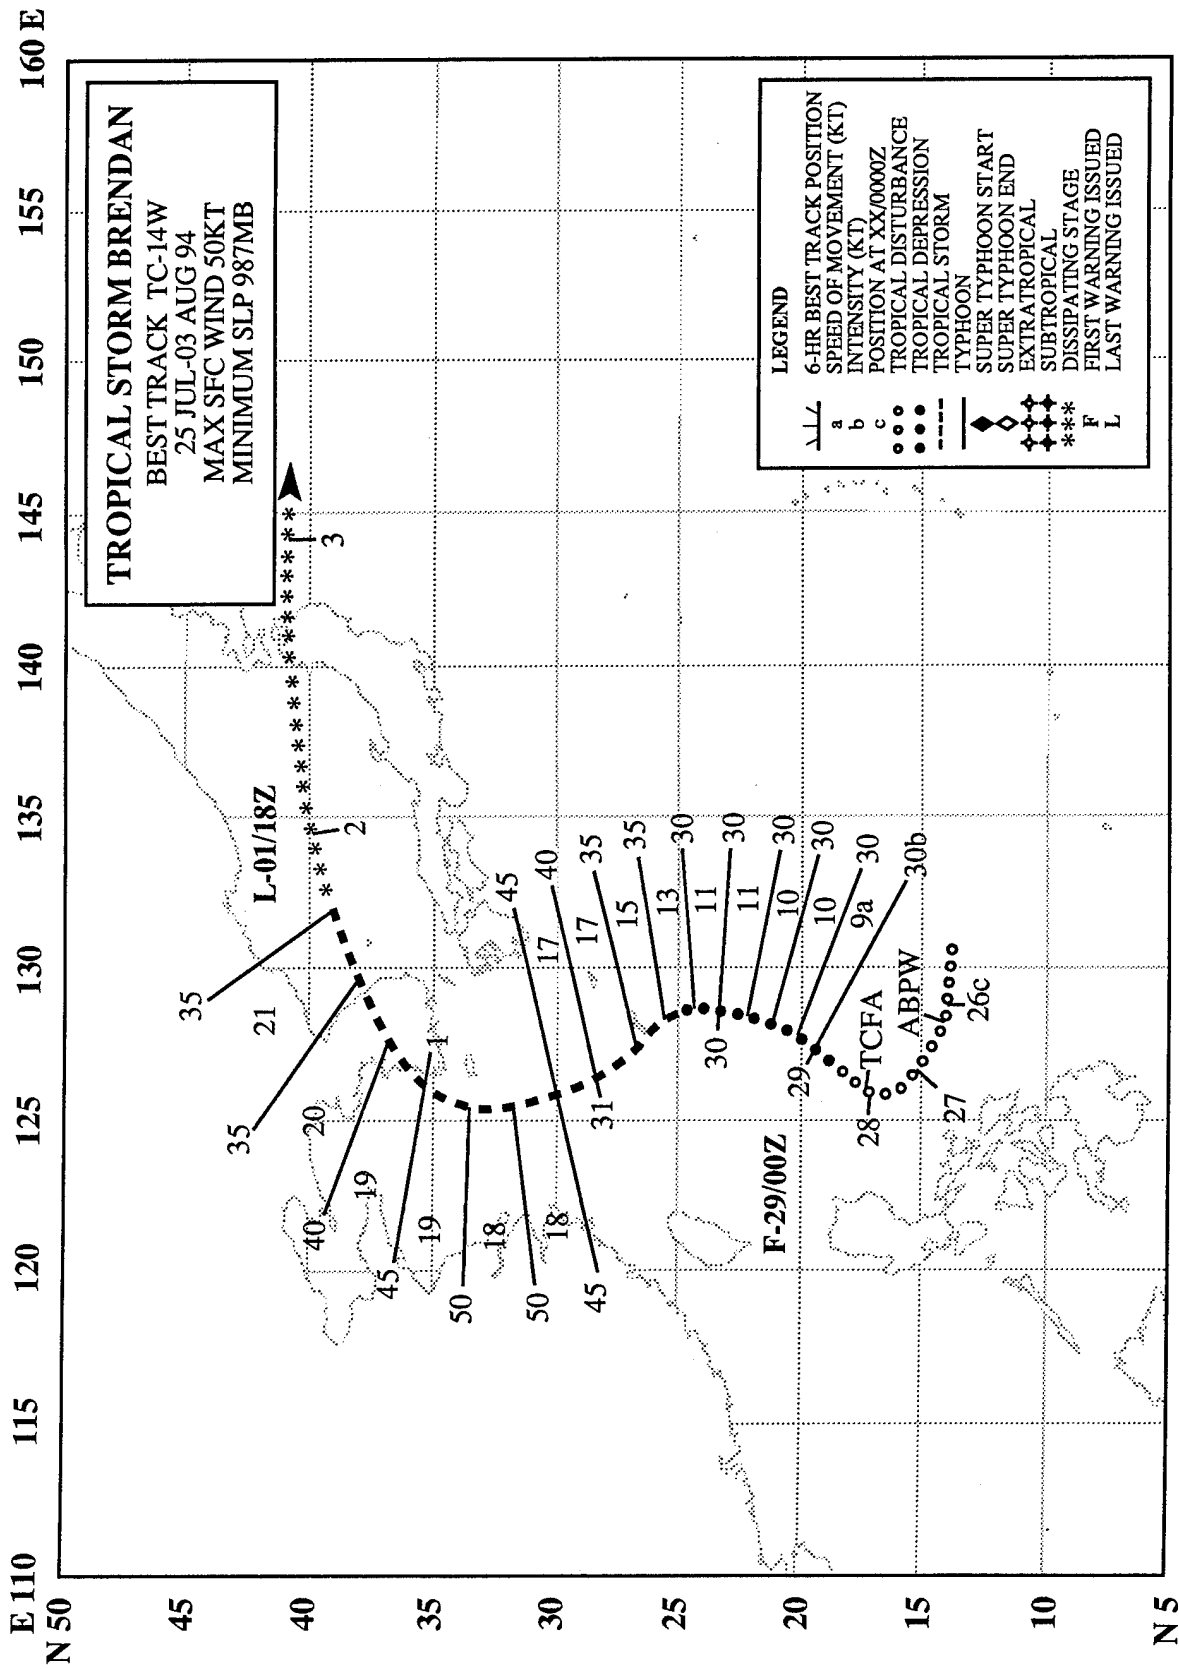 TROPICAL STORM BRENDAN
BEST TRACK TC-14W
25 JUL-03 AUG 94
MAX SFC WIND 50KT
MINIMUM SLP 987MB
E 110
115
120
125
130
135
140
145
150
155
160 E
N 50
45
40
35
30
25
20
15
10
N 5
L-01/18Z
3
2
35
21
35
20
40
19
1
45
19
50
18
50
18
45
45
17
40
31
17
35
15
35
13
30
11
30
30
11
30
10
30
10
30
9a
30b
29
F-29/00Z
28
TCFA
ABPW
27
26c
LEGEND
6-HR BEST TRACK POSITION
a SPEED OF MOVEMENT (KT)
b INTENSITY (KT)
c POSITION AT XX/0000Z
TROPICAL DISTURBANCE
TROPICAL DEPRESSION
TROPICAL STORM
TYPHOON
SUPER TYPHOON START
SUPER TYPHOON END
EXTRATROPICAL
SUBTROPICAL
*** DISSIPATING STAGE
F FIRST WARNING ISSUED
L LAST WARNING ISSUED